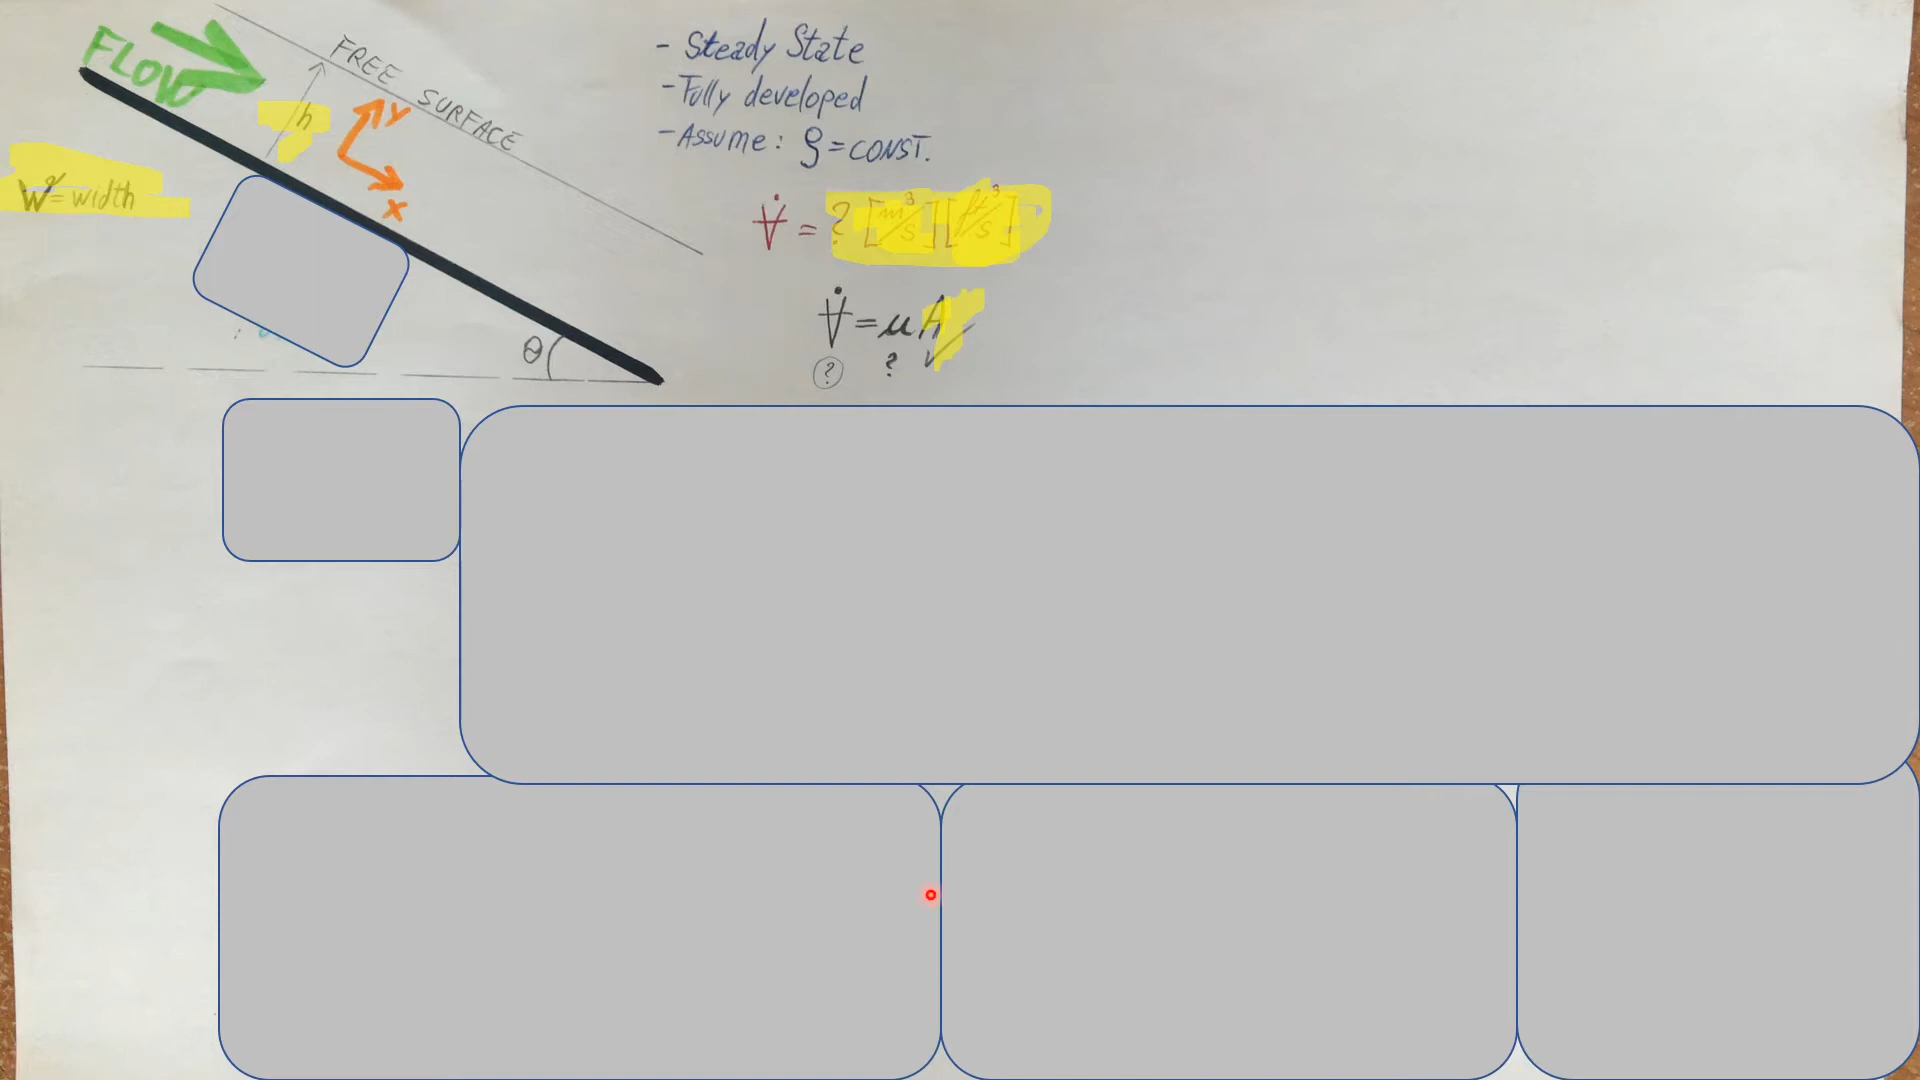 FLOW
FREE SURFACE
h
Y
X
W = width
θ
- Steady State
- Fully developed
- Assume: ρ = CONST.
V̇ = ? [m³/s] [ft³/s]
V̇ = u A
? ?